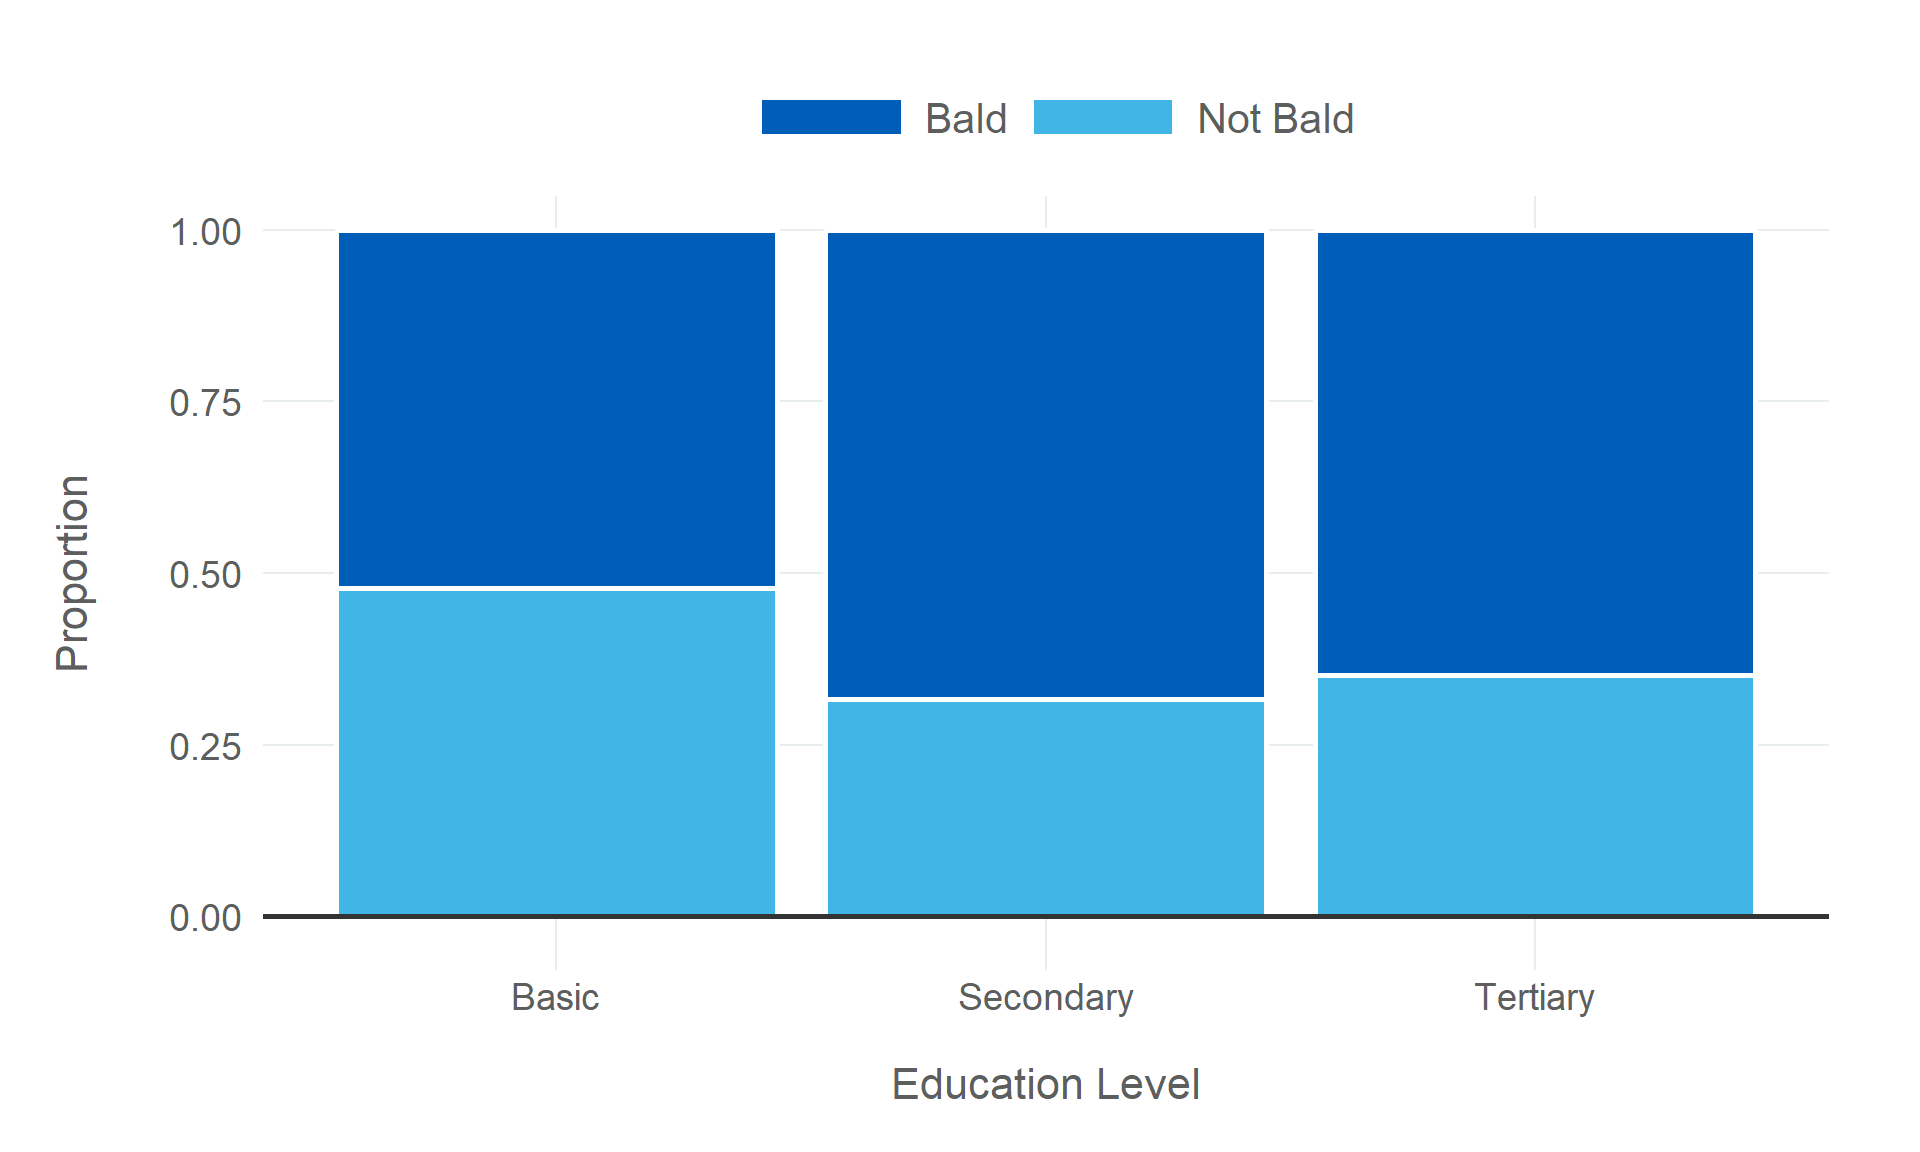 Bald Not Bald
1.00
0.75
0.50
0.25
0.00
Proportion
Basic Secondary Tertiary
Education Level